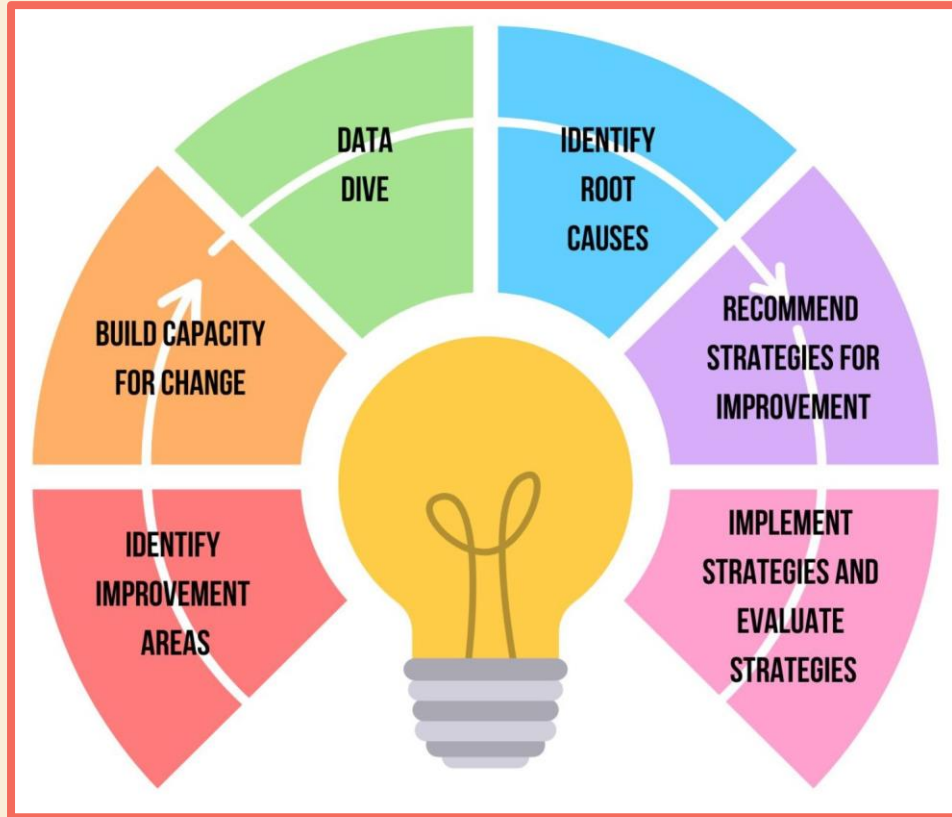 IDENTIFY
IMPROVEMENT
AREAS
BUILD CAPACITY
FOR CHANGE
DATA
DIVE
IDENTIFY
ROOT
CAUSES
RECOMMEND
STRATEGIES FOR
IMPROVEMENT
IMPLEMENT
STRATEGIES AND
EVALUATE
STRATEGIES